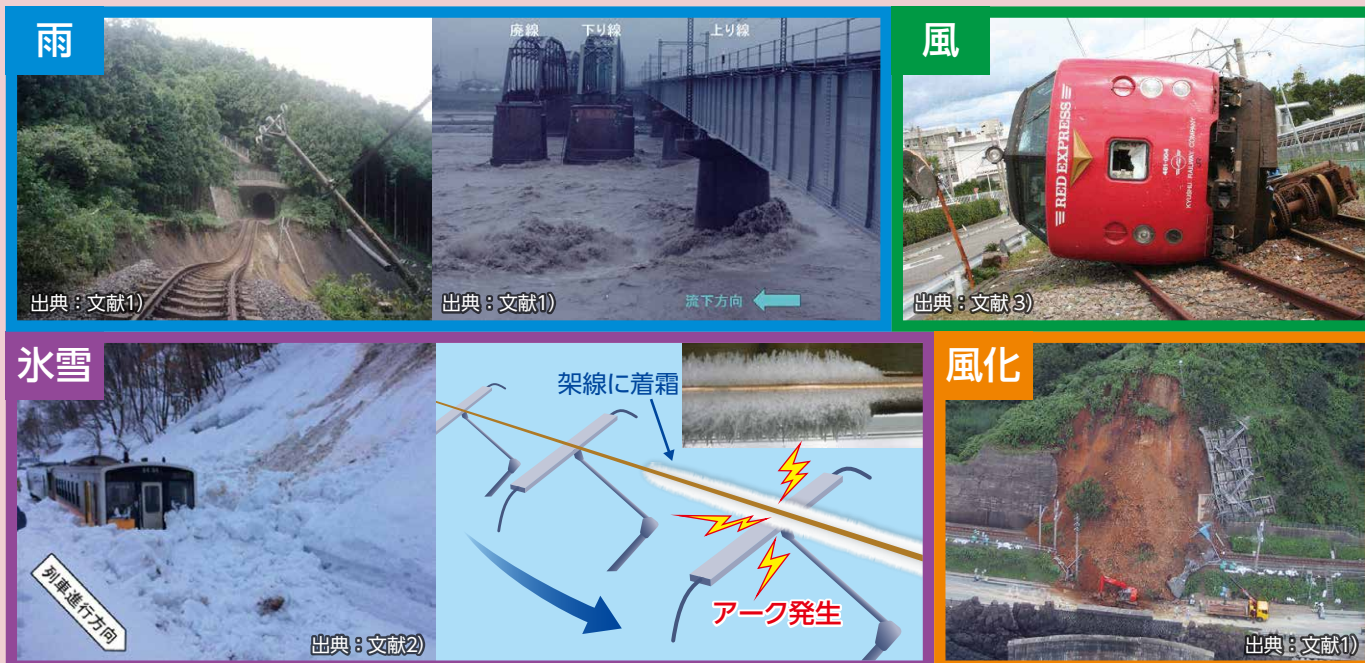 雨
出典：文献1)
廃線
下り線
上り線
出典：文献1)
流下方向
風
RED EXPRESS
KYUSHU RAILWAY COMPANY
出典：文献3)
氷雪
列車進行方向
出典：文献2)
架線に着霜
アーク発生
風化
出典：文献1)